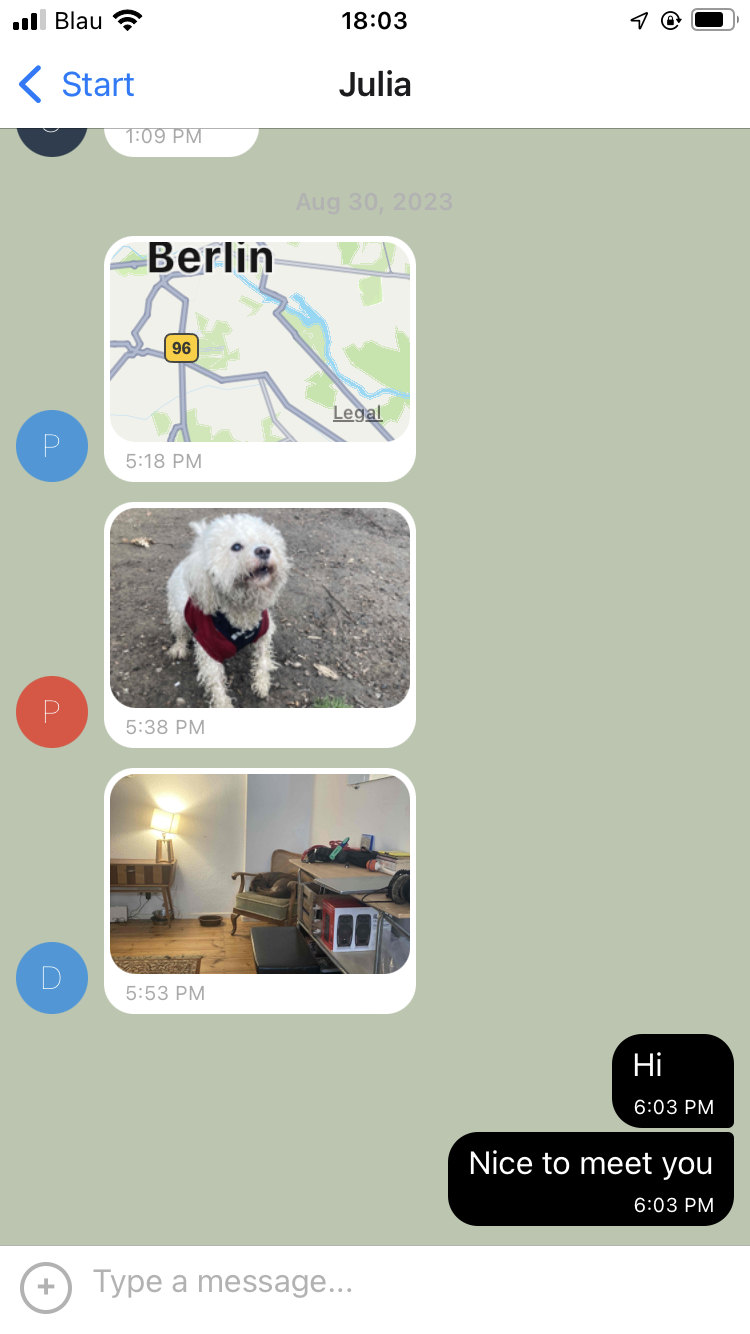 Blau
18:03
Start
Julia
1:09 PM
Aug 30, 2023
Berlin
96
Legal
P
5:18 PM
P
5:38 PM
D
5:53 PM
Hi
6:03 PM
Nice to meet you
6:03 PM
Type a message...